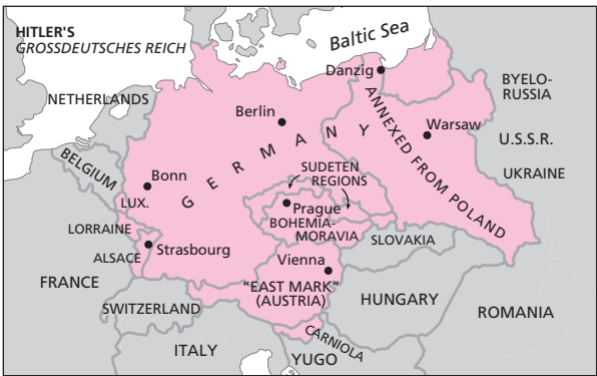 HITLER'S
GROSSDEUTSCHES REICH
Baltic Sea
Danzig
BYELO-
RUSSIA
NETHERLANDS
Berlin
Warsaw
U.S.S.R.
GERMANY
ANNEXED FROM POLAND
BELGIUM
Bonn
SUDETEN
REGIONS
UKRAINE
LUX.
Prague
BOHEMIA-
MORAVIA
LORRAINE
SLOVAKIA
ALSACE
Strasbourg
Vienna
FRANCE
"EAST MARK"
(AUSTRIA)
HUNGARY
SWITZERLAND
ROMANIA
CARNIOLA
ITALY
YUGO